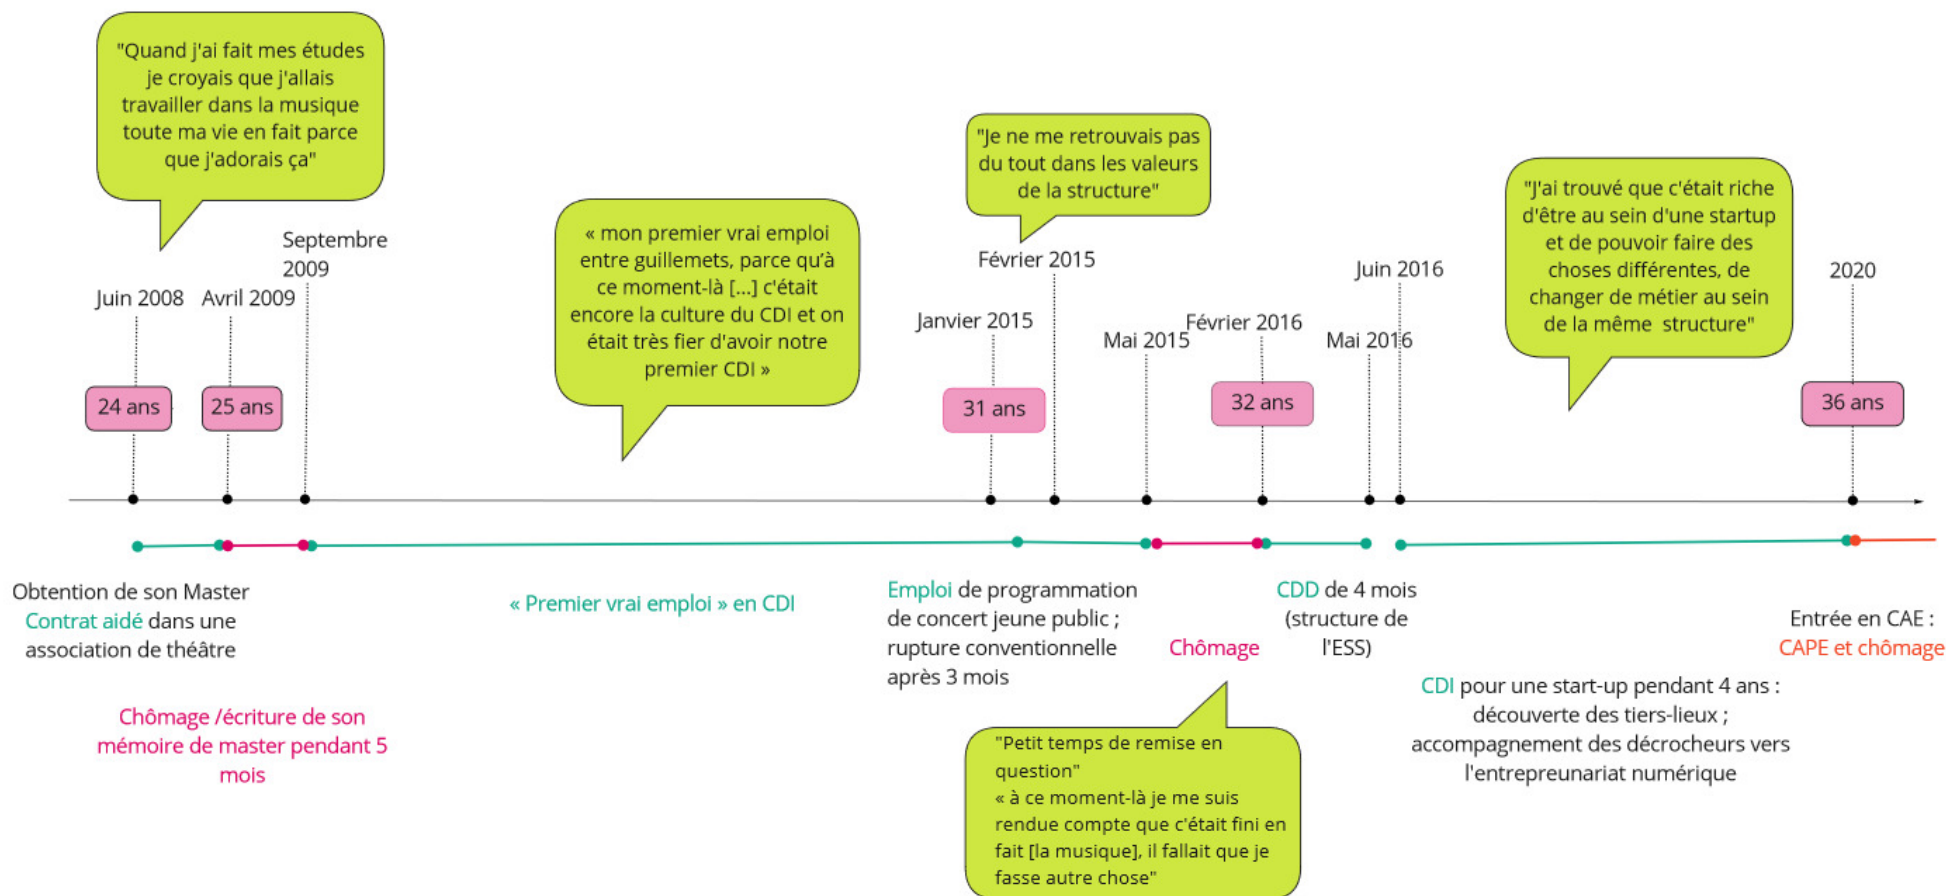 "Quand j'ai fait mes études
je croyais que j'allais
travailler dans la musique
toute ma vie en fait parce
que j'adorais ça"
« mon premier vrai emploi
entre guillemets, parce qu'à
ce moment-là [...] c'était
encore la culture du CDI et on
était très fier d'avoir notre
premier CDI »
"Je ne me retrouvais pas
du tout dans les valeurs
de la structure"
"J'ai trouvé que c'était riche
d'être au sein d'une startup
et de pouvoir faire des
choses différentes, de
changer de métier au sein
de la même structure"
Juin 2008
Avril 2009
Septembre
2009
Janvier 2015
Février 2015
Mai 2015
Février 2016
Mai 2016
Juin 2016
2020
24 ans
25 ans
31 ans
32 ans
36 ans
Obtention de son Master
Contrat aidé dans une
association de théâtre
Chômage /écriture de son
mémoire de master pendant 5
mois
« Premier vrai emploi » en CDI
Emploi de programmation
de concert jeune public ;
rupture conventionnelle
après 3 mois
Chômage
"Petit temps de remise en
question"
« à ce moment-là je me suis
rendue compte que c'était fini en
fait [la musique], il fallait que je
fasse autre chose"
CDD de 4 mois
(structure de
l'ESS)
CDI pour une start-up pendant 4 ans :
découverte des tiers-lieux ;
accompagnement des décrocheurs vers
l'entrepreunariat numérique
Entrée en CAE :
CAPE et chômage